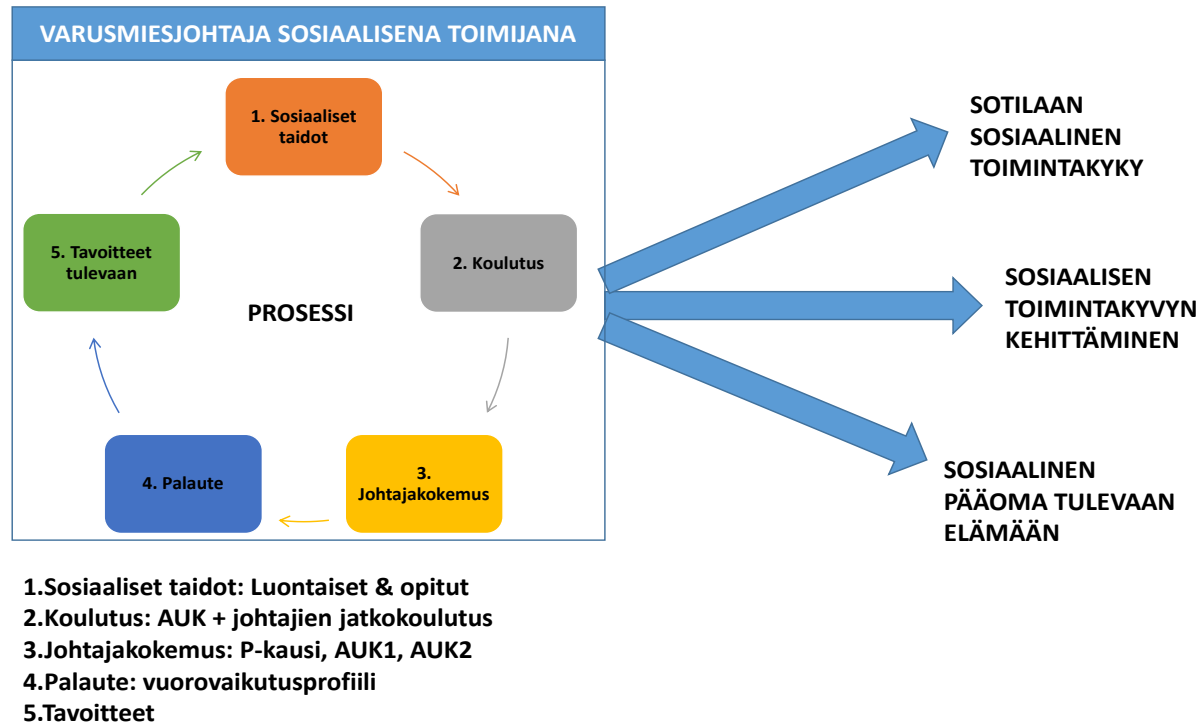 VARUSMIESJOHTAJA SOSIAALISENA TOIMIJANA
1. Sosiaaliset
taidot
2. Koulutus
3.
Johtajakokemus
4. Palaute
5. Tavoitteet
tulevaan
PROSESSI
SOTILAAN
SOSIAALINEN
TOIMINTAKYKY
SOSIAALISEN
TOIMINTAKYVYN
KEHITTÄMINEN
SOSIAALINEN
PÄÄOMA TULEVAAN
ELÄMÄÄN
1.Sosiaaliset taidot: Luontaiset & opitut
2.Koulutus: AUK + johtajien jatkokoulutus
3.Johtajakokemus: P-kausi, AUK1, AUK2
4.Palaute: vuorovaikutusprofiili
5.Tavoitteet